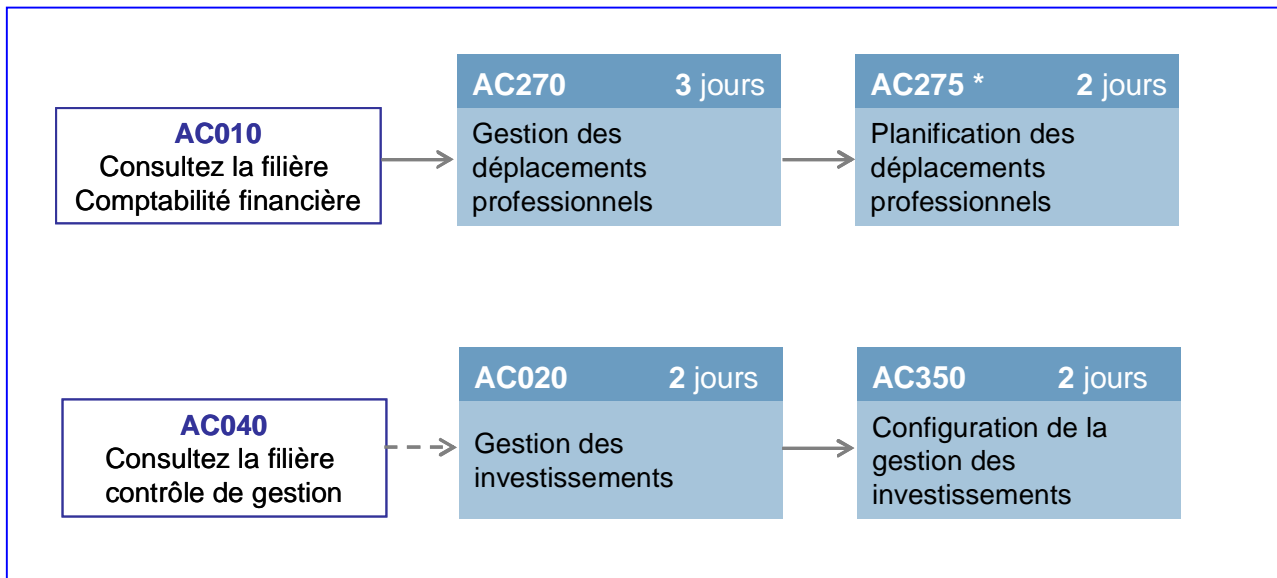 AC270 3 jours
AC275 * 2 jours
AC010
Consultez la filière
Comptabilité financière
Gestion des
déplacements
professionnels
Planification des
déplacements
professionnels
AC020 2 jours
AC350 2 jours
AC040
Consultez la filière
contrôle de gestion
Gestion des
investissements
Configuration de la
gestion des
investissements